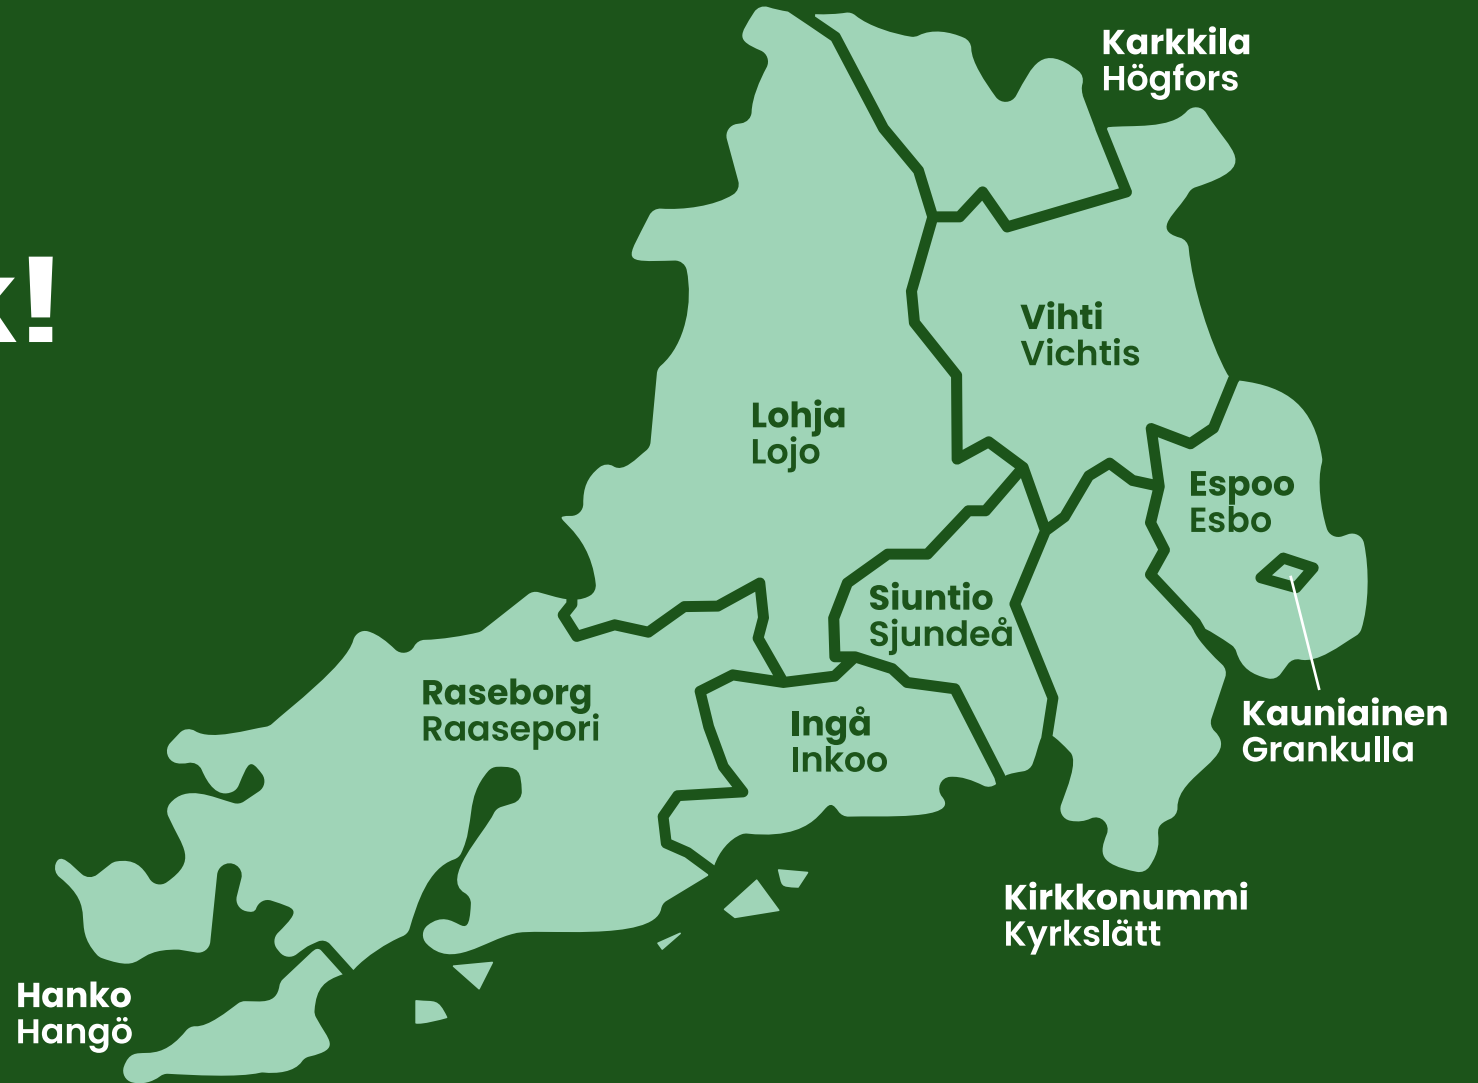 Karkkila
Högfors
k!
Vihti
Vichtis
Lohja
Lojo
Espoo
Esbo
Siuntio
Sjundeå
Raseborg
Raasepori
Ingå
Inkoo
Kauniainen
Grankulla
Kirkkonummi
Kyrkslätt
Hanko
Hangö